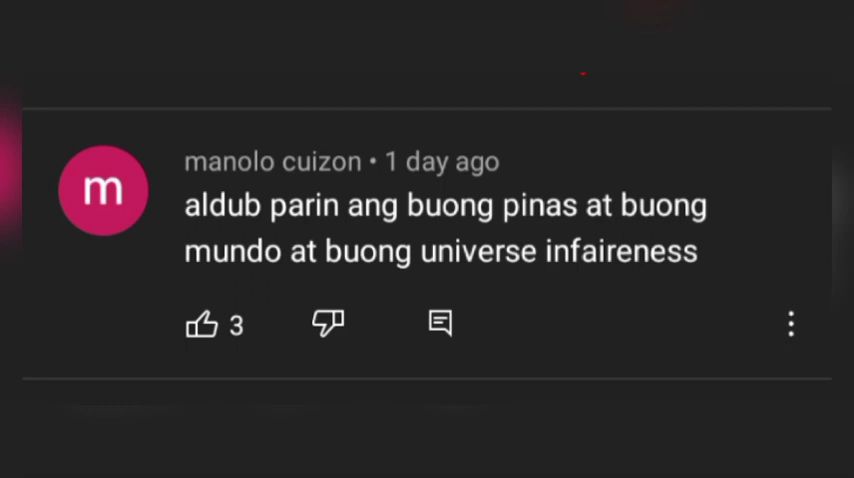 m
manolo cuizon • 1 day ago
aldub parin ang buong pinas at buong
mundo at buong universe infaireness
3